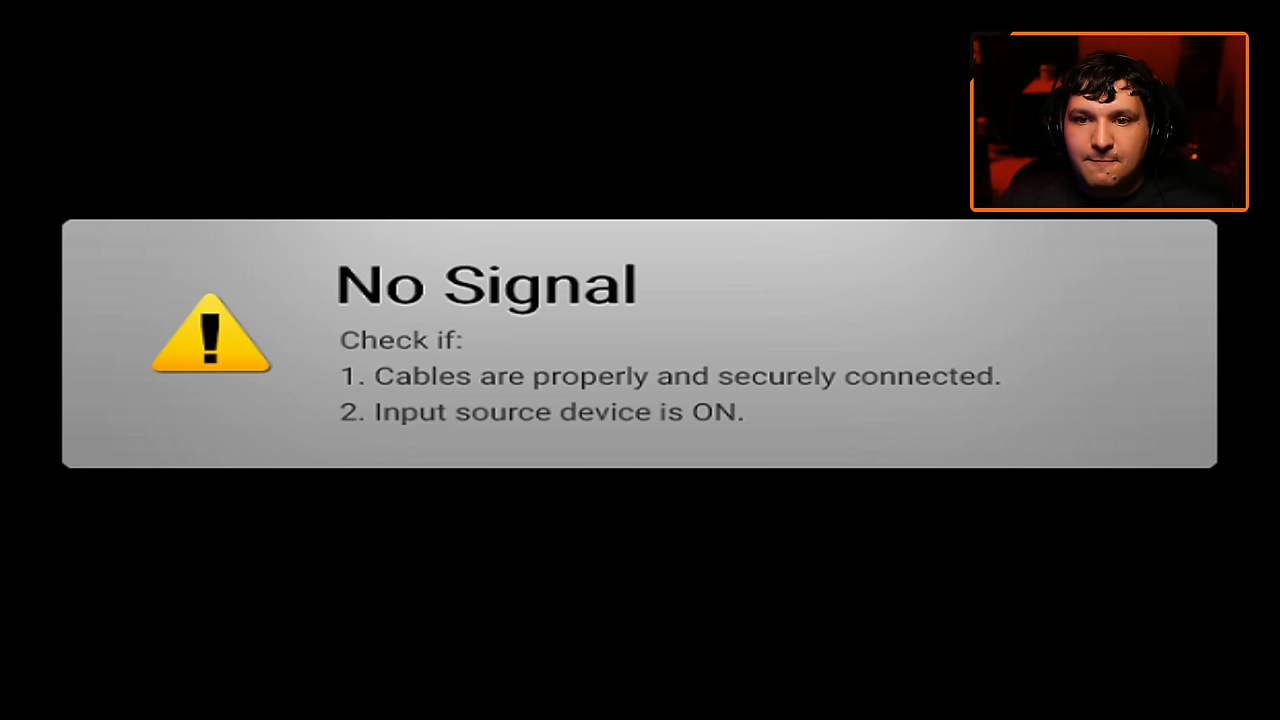 No Signal
Check if:
1. Cables are properly and securely connected.
2. Input source device is ON.